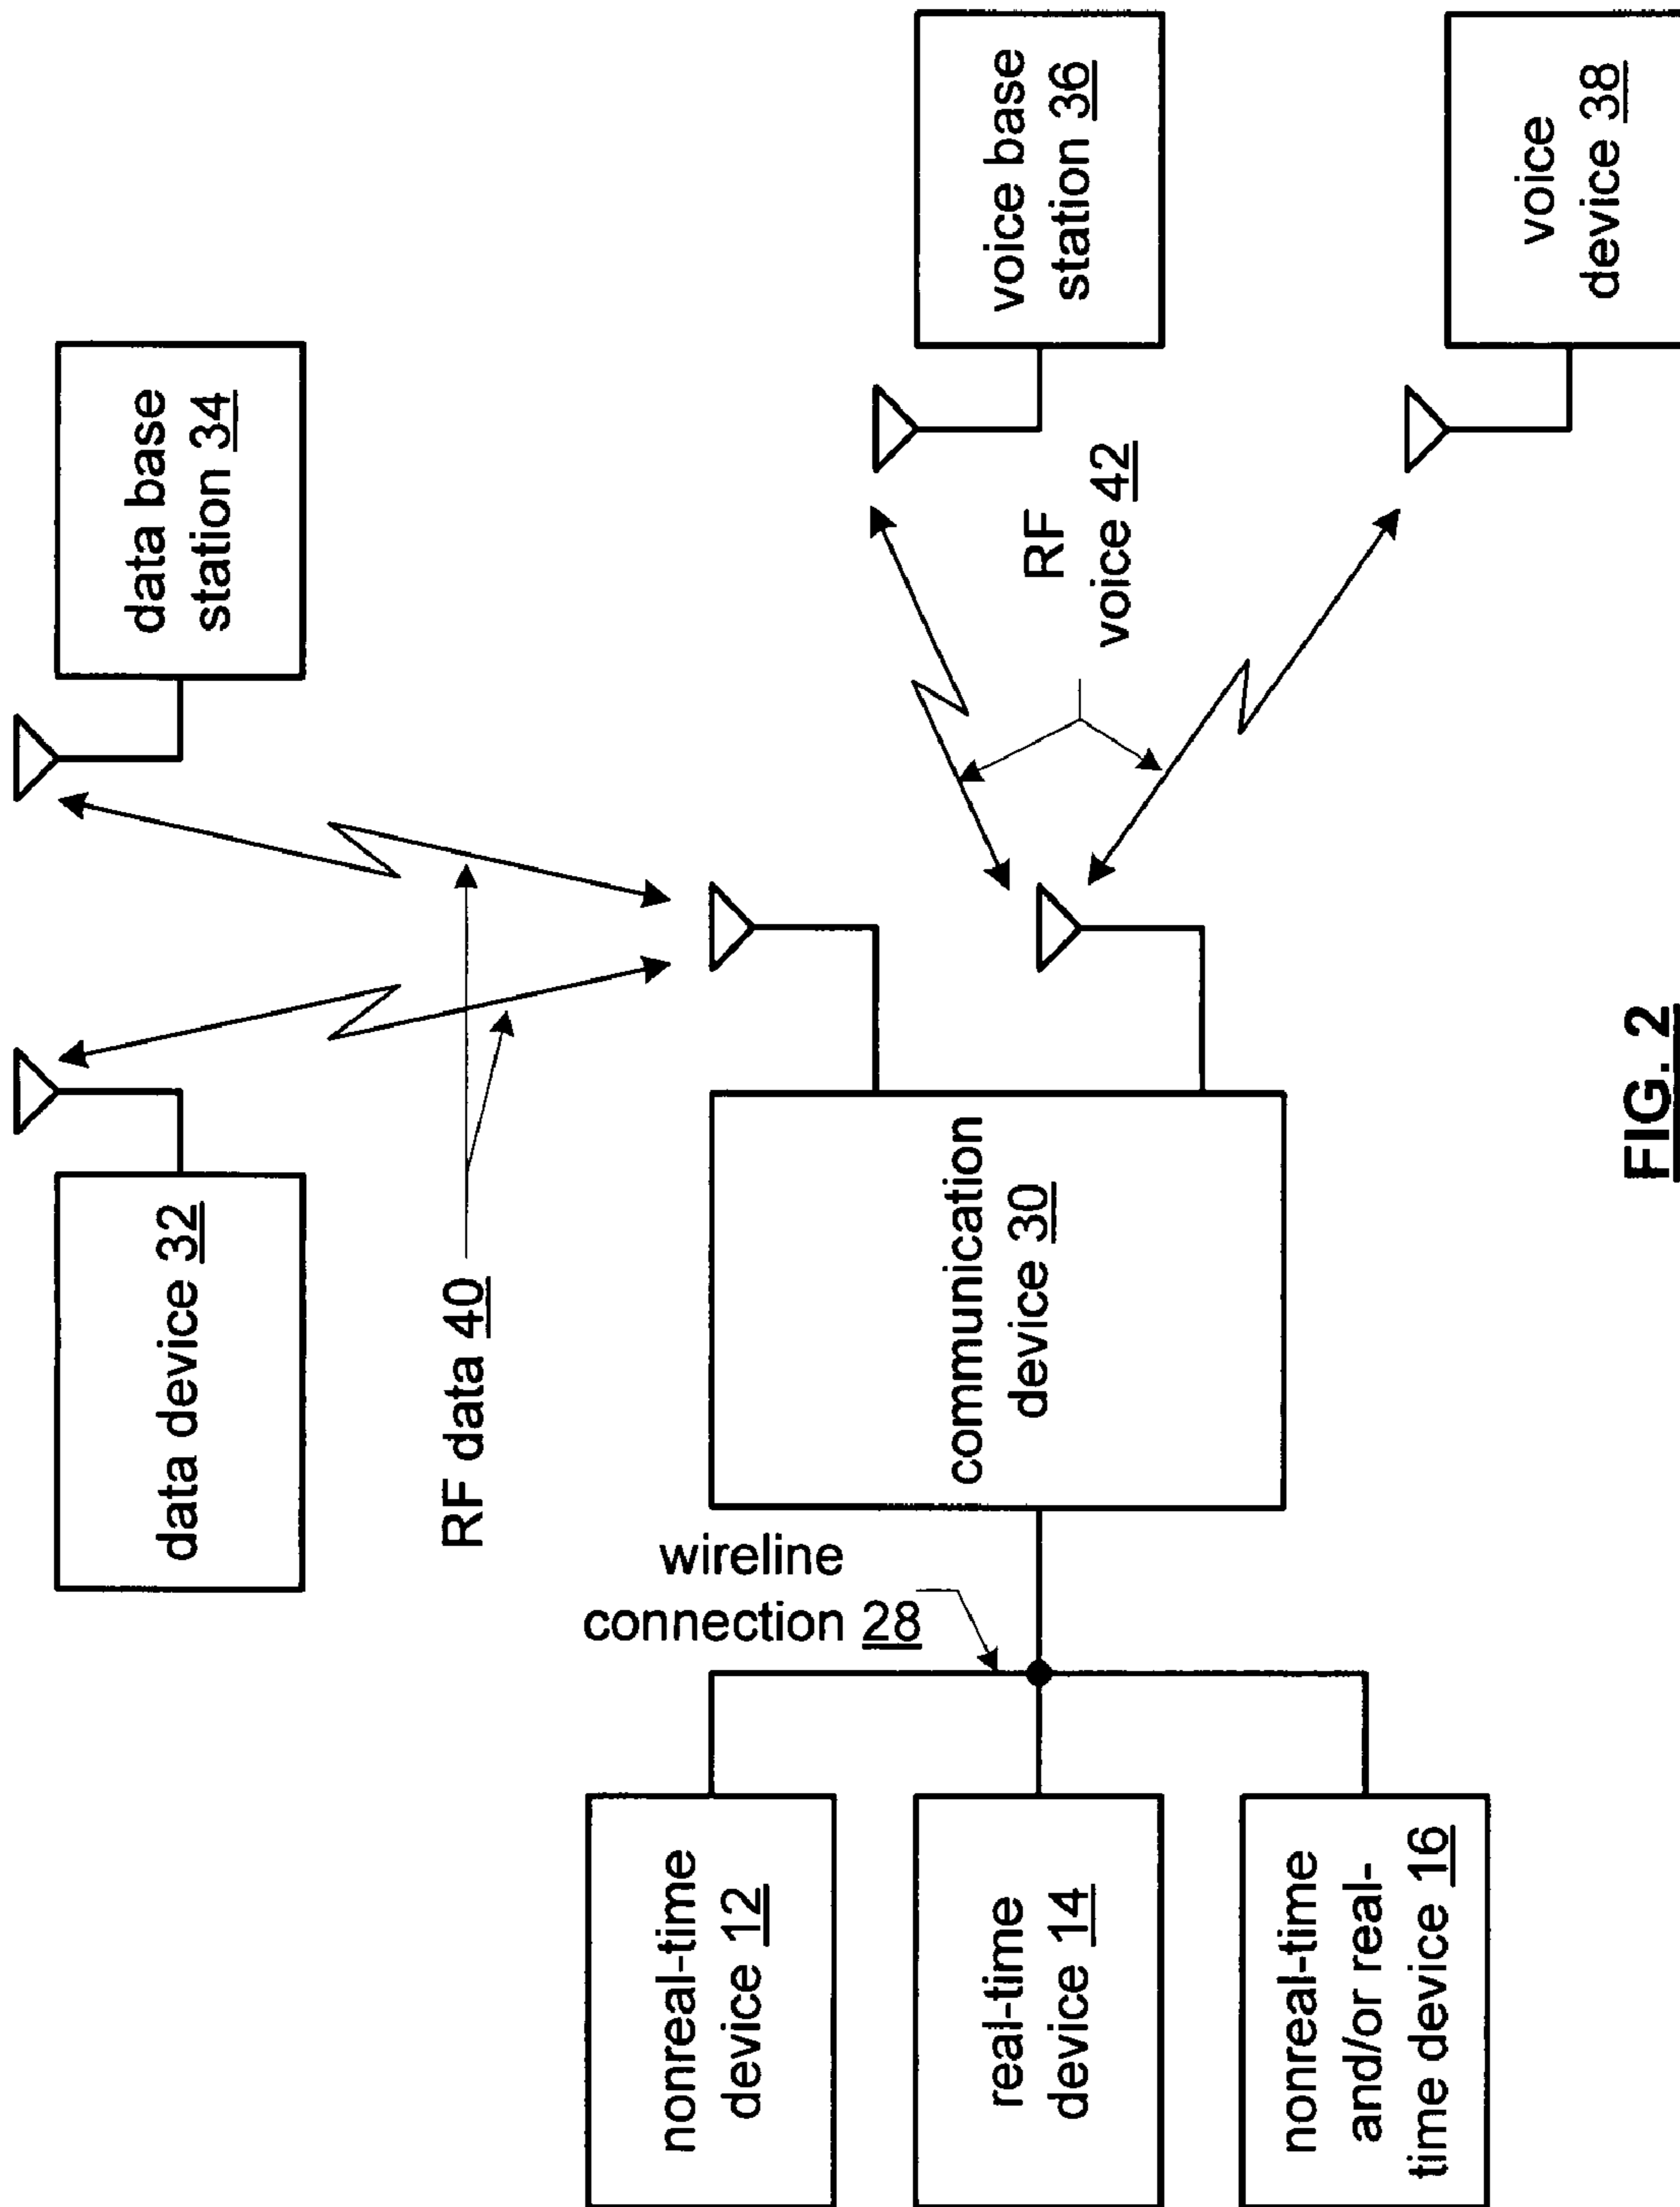 data device 32
data base
station 34
RF data 40
wireline
connection 28
nonreal-time
device 12
real-time
device 14
nonreal-time
and/or real-
time device 16
communication
device 30
RF
voice 42
voice base
station 36
voice
device 38
FIG. 2